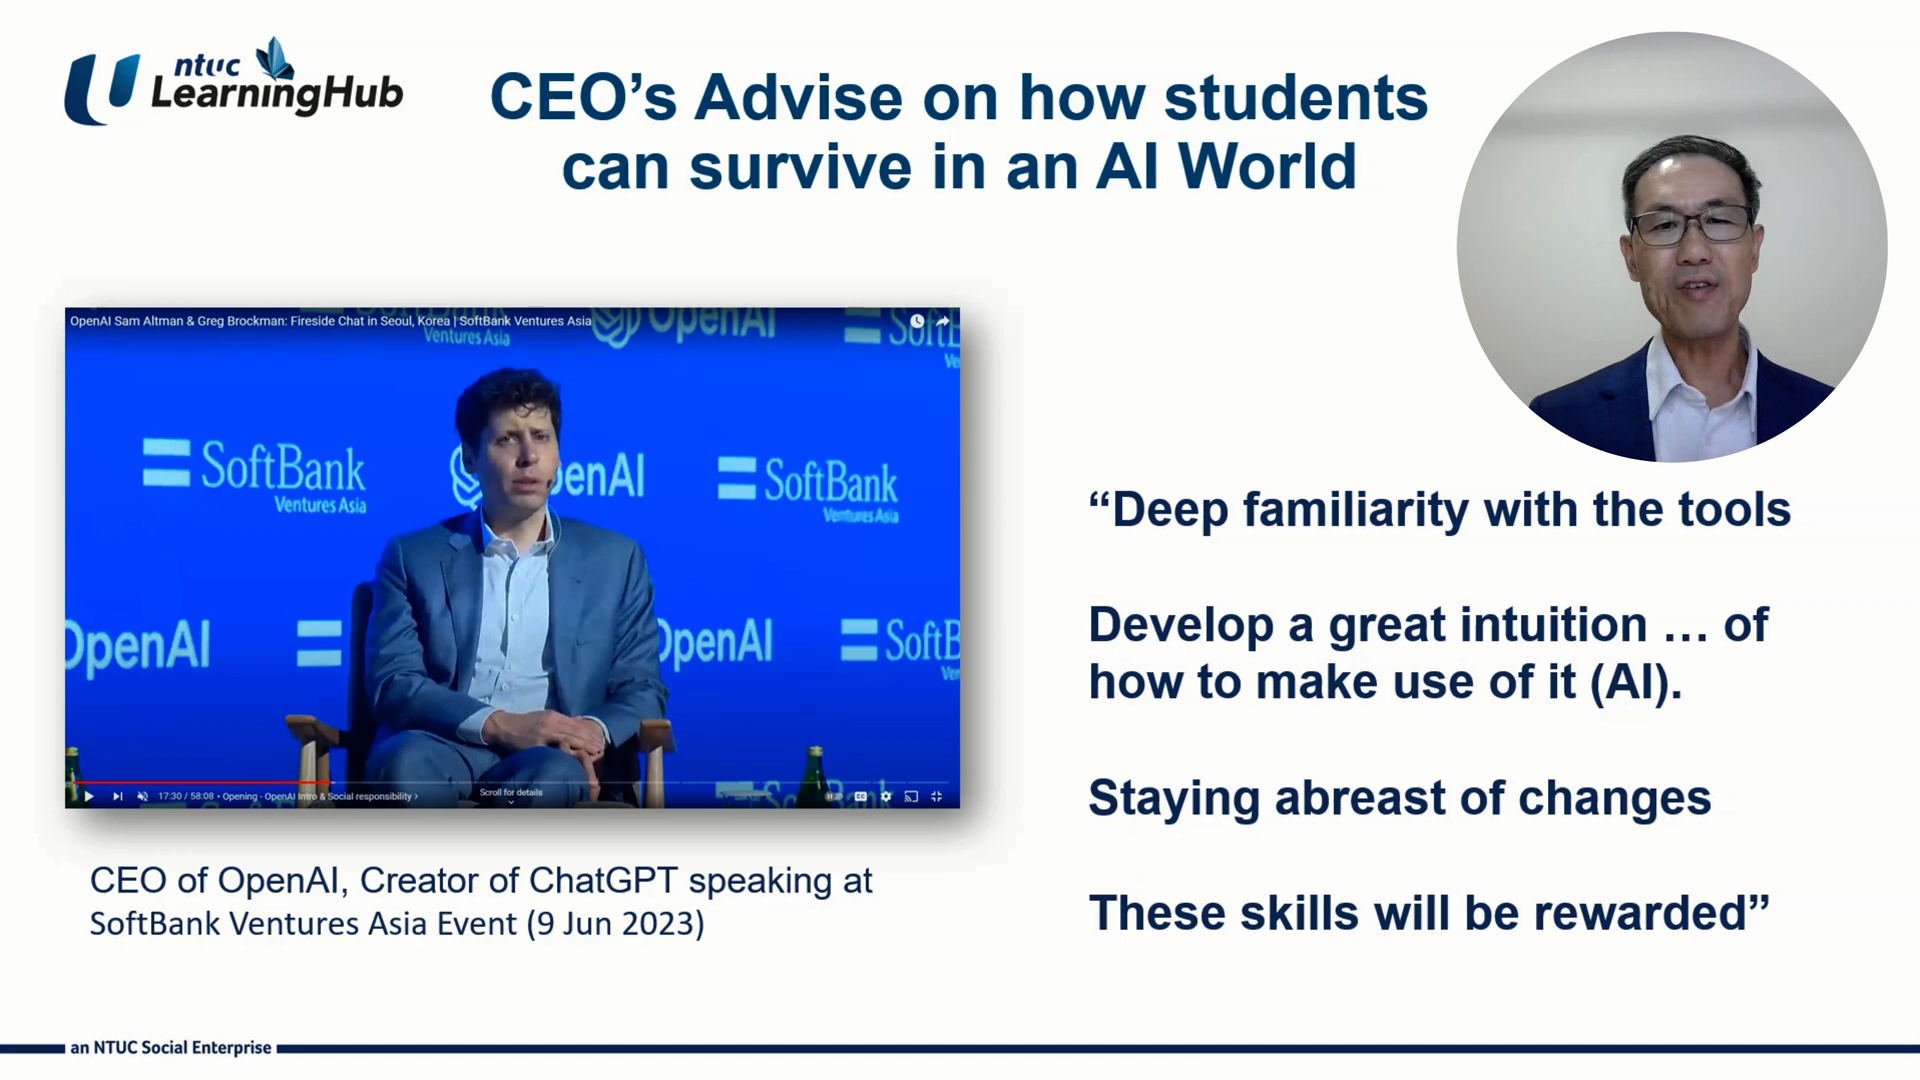 ntuc
LearningHub
CEO’s Advise on how students
can survive in an AI World
OpenAI Sam Altman & Greg Brockman: Fireside Chat in Seoul, Korea | SoftBank Ventures Asia
Ventures Asia
OpenAI
SoftB
SoftBank
Ventures Asia
enAI
SoftBank
Ventures Asia
OpenAI
OpenAI
SoftB
17:30 / 58:08 • Opening - OpenAI Intro & Social responsibility ›
Scroll for details
CEO of OpenAI, Creator of ChatGPT speaking at
SoftBank Ventures Asia Event (9 Jun 2023)
“Deep familiarity with the tools
Develop a great intuition … of
how to make use of it (AI).
Staying abreast of changes
These skills will be rewarded”
an NTUC Social Enterprise